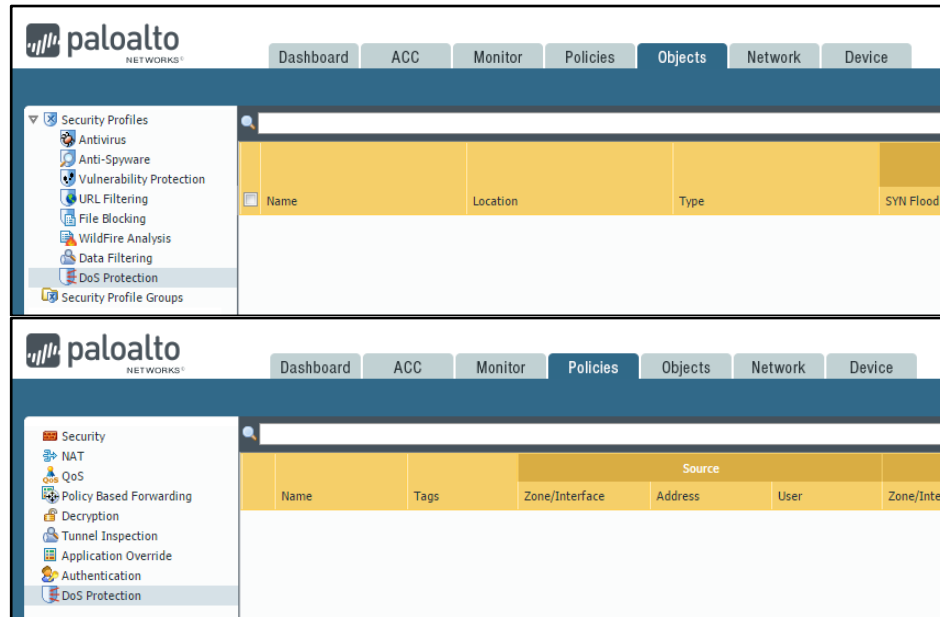 paloalto
NETWORKS®
Dashboard ACC Monitor Policies Objects Network Device
Security Profiles
Antivirus
Anti-Spyware
Vulnerability Protection
URL Filtering
File Blocking
WildFire Analysis
Data Filtering
DoS Protection
Security Profile Groups
Name Location Type SYN Flood
paloalto
NETWORKS®
Dashboard ACC Monitor Policies Objects Network Device
Security
NAT
QoS
Policy Based Forwarding
Decryption
Tunnel Inspection
Application Override
Authentication
DoS Protection
Source
Name Tags Zone/Interface Address User Zone/Inte